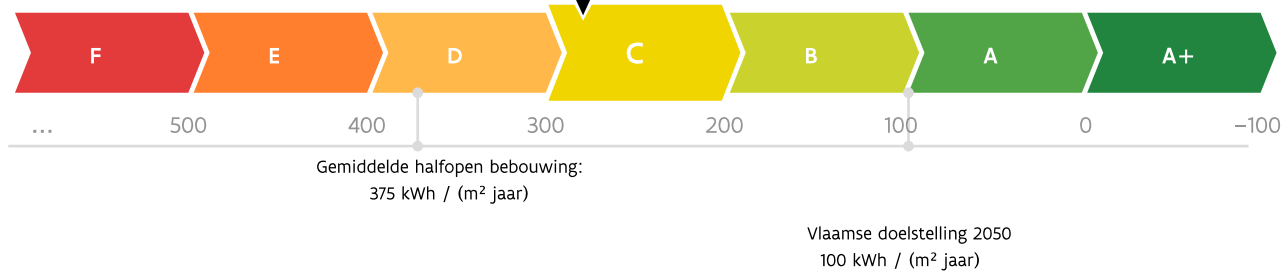 F E D C B A A+
... 500 400 300 200 100 0 –100
Gemiddelde halfopen bebouwing:
375 kWh / (m² jaar)
Vlaamse doelstelling 2050
100 kWh / (m² jaar)